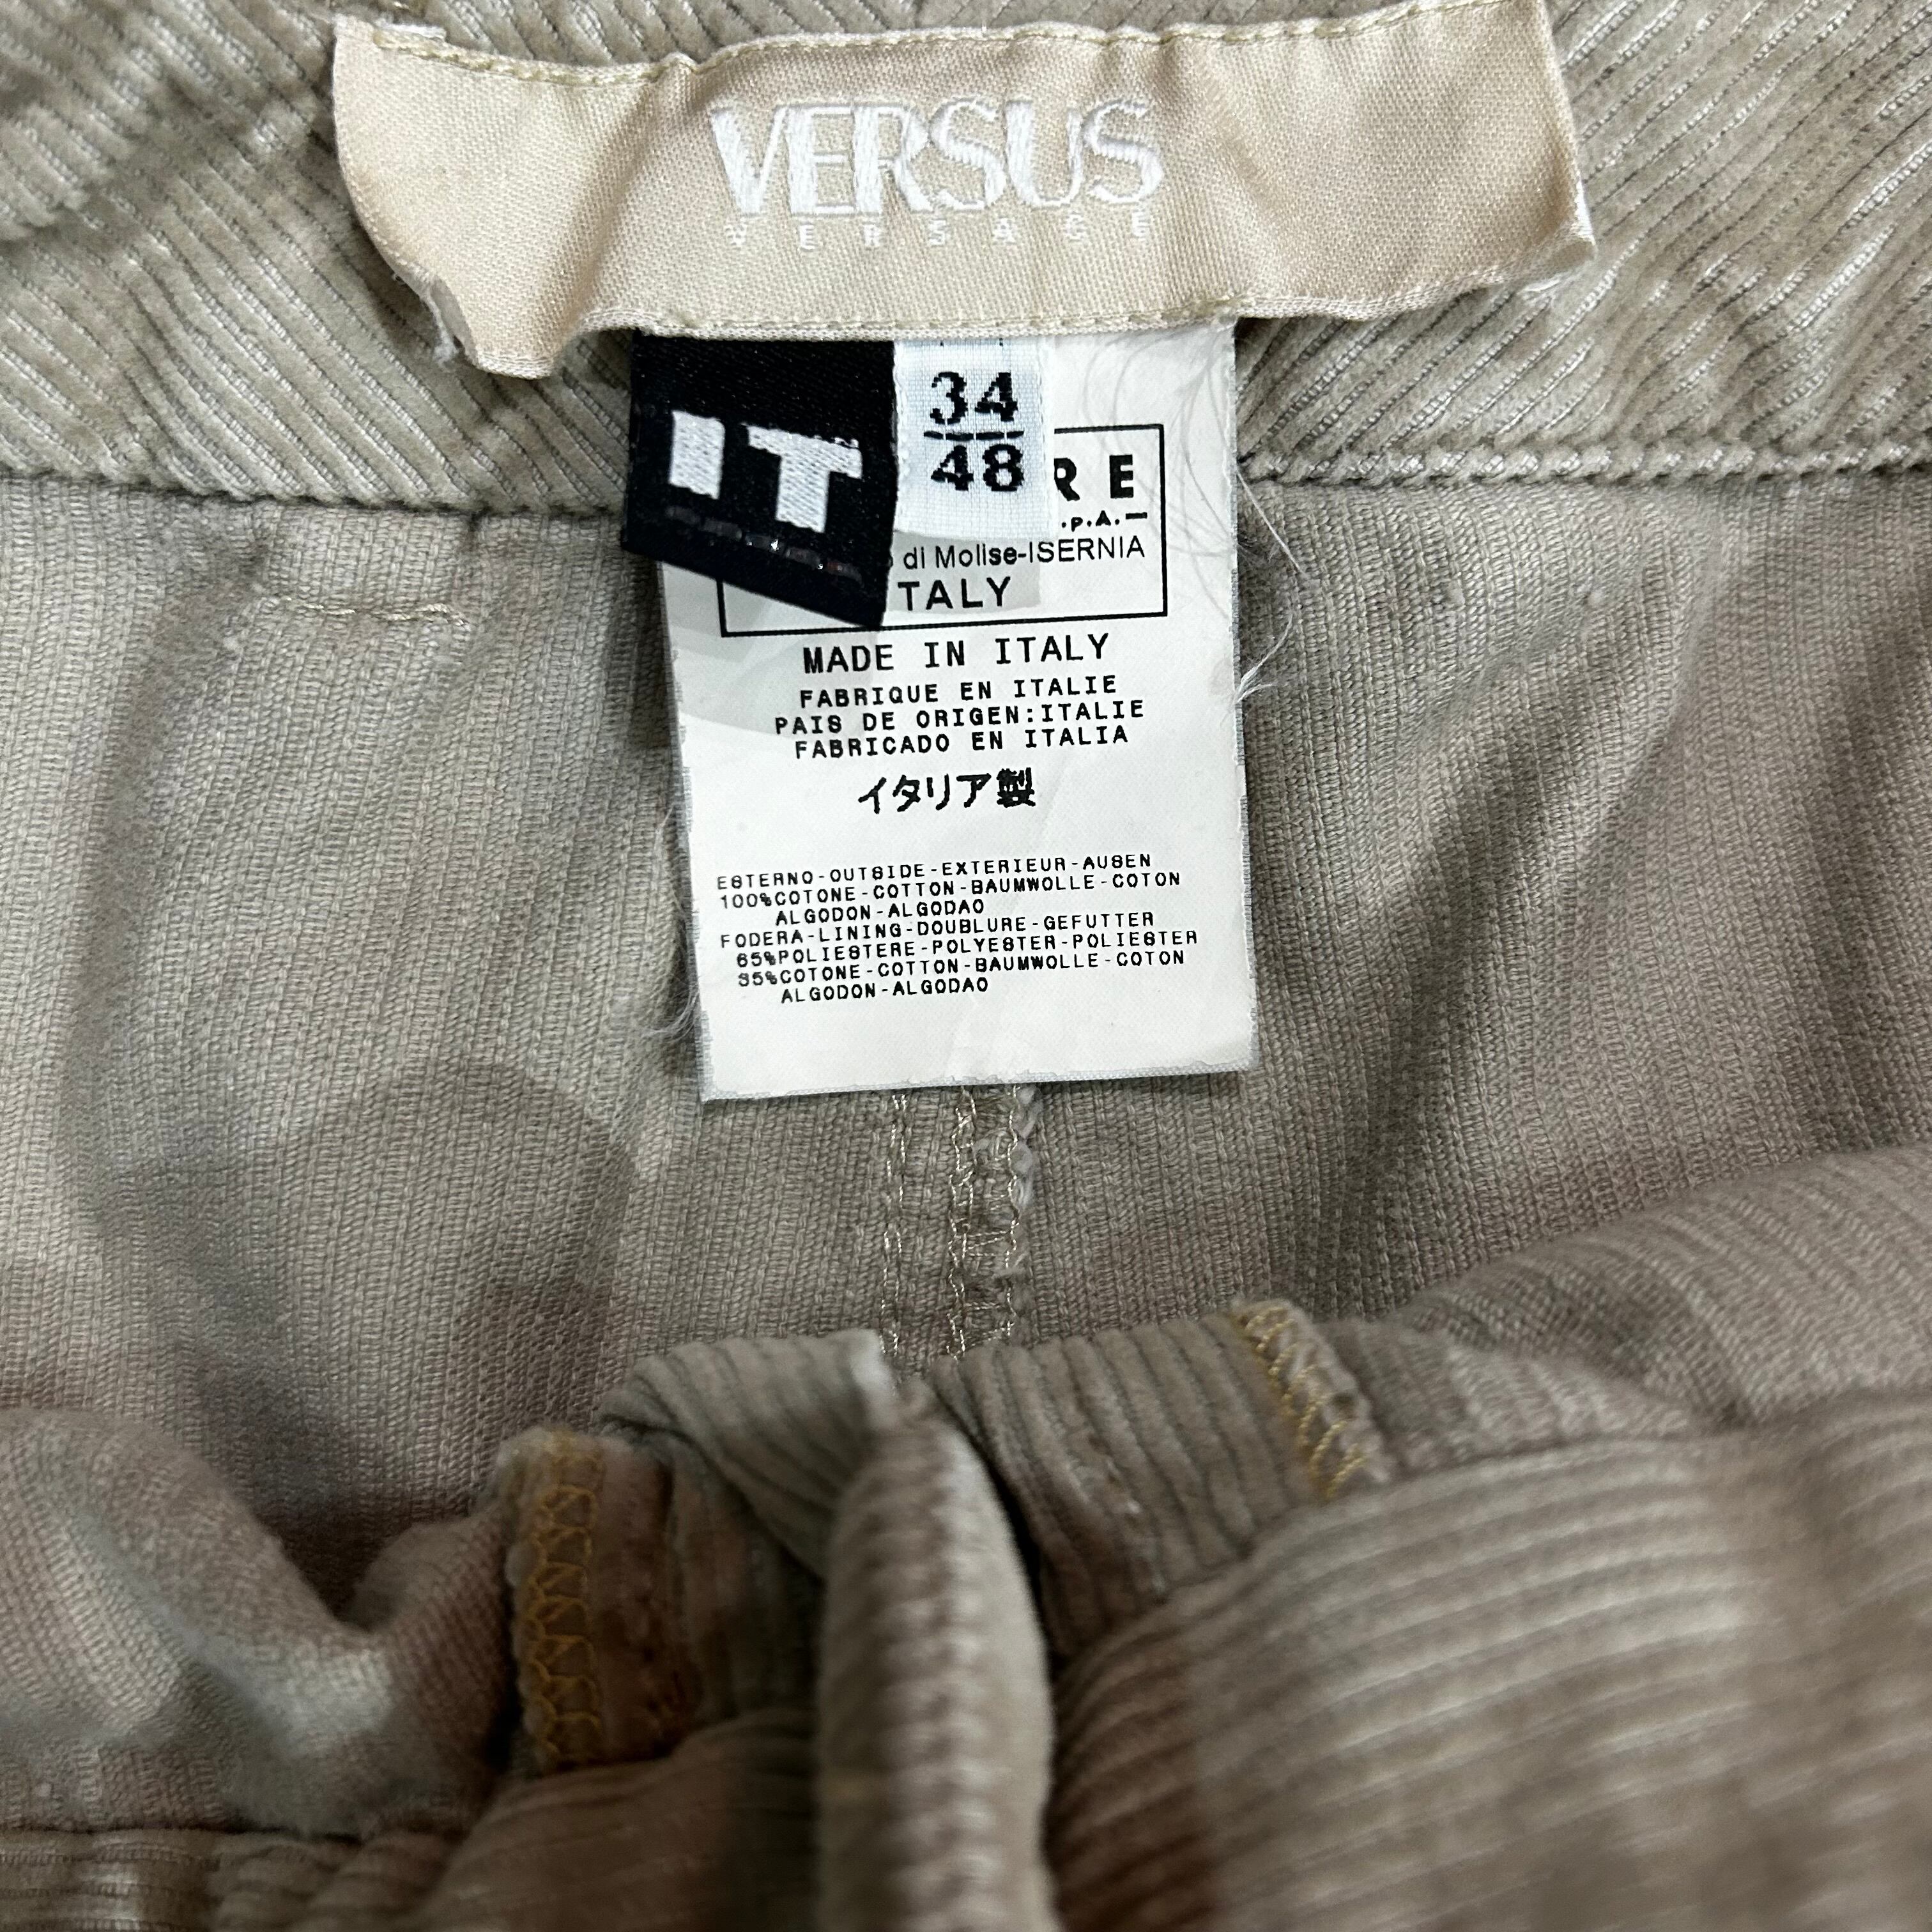 VERSUS
VERSACE
IT
34
48
RE
.P.A.
di Molise-ISERNIA
TALY
MADE IN ITALY
FABRIQUE EN ITALIE
PAIS DE ORIGEN:ITALIE
FABRICADO EN ITALIA
イタリア製
ESTERNO-OUTSIDE-EXTERIEUR-AUSEN
100%COTONE-COTTON-BAUMWOLLE-COTON
ALGODON-ALGODAO
FODERA-LINING-DOUBLURE-GEFUTTER
65%POLIESTERE-POLYESTER-POLIESTER
35%COTONE-COTTON-BAUMWOLLE-COTON
ALGODON-ALGODAO